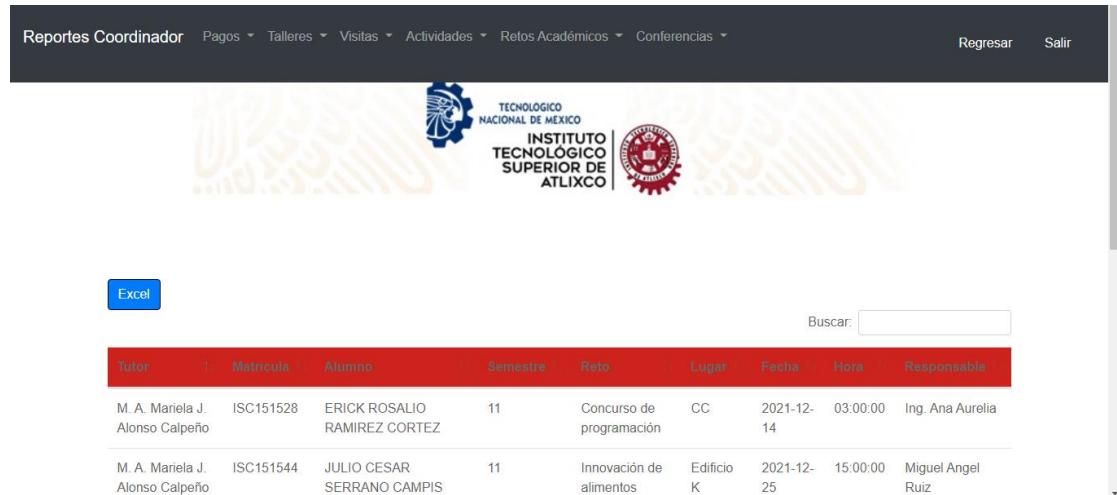 Reportes Coordinador Pagos Talleres Visitas Actividades Retos Académicos Conferencias Regresar Salir
TECNOLOGICO
NACIONAL DE MEXICO
INSTITUTO
TECNOLÓGICO
SUPERIOR DE
ATLIXCO
Excel
Buscar:
Tutor Matricula Alumno Semestre Reto Lugar Fecha Hora Responsable
M. A. Mariela J. ISC151528 ERICK ROSALIO 11 Concurso de CC 2021-12- 03:00:00 Ing. Ana Aurelia
Alonso Calpeño RAMIREZ CORTEZ programación 14
M. A. Mariela J. ISC151544 JULIO CESAR 11 Innovación de Edificio 2021-12- 15:00:00 Miguel Angel
Alonso Calpeño SERRANO CAMPIS alimentos K 25 Ruiz